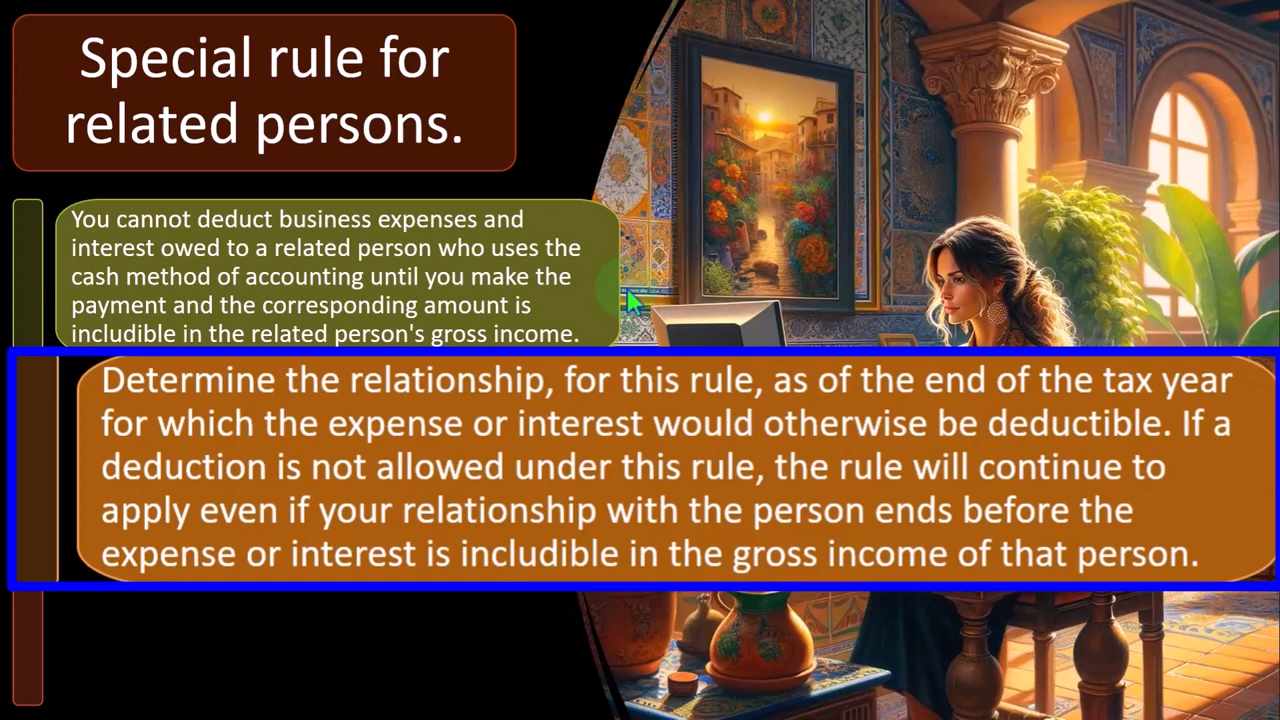 Special rule for
related persons.
You cannot deduct business expenses and
interest owed to a related person who uses the
cash method of accounting until you make the
payment and the corresponding amount is
includible in the related person's gross income.
Determine the relationship, for this rule, as of the end of the tax year
for which the expense or interest would otherwise be deductible. If a
deduction is not allowed under this rule, the rule will continue to
apply even if your relationship with the person ends before the
expense or interest is includible in the gross income of that person.